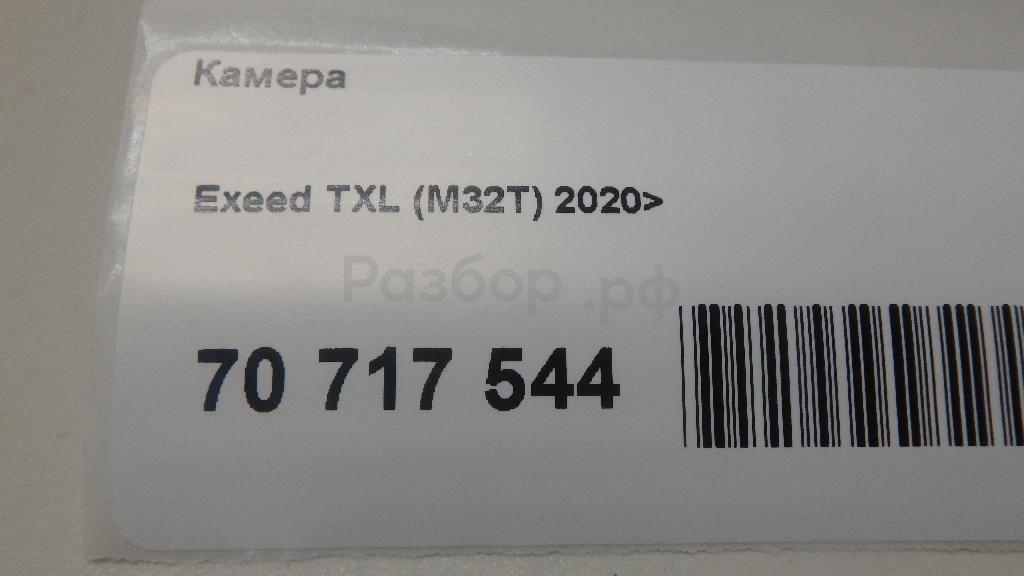 Камера
Exeed TXL (M32T) 2020>
Разбор.рф
70 717 544